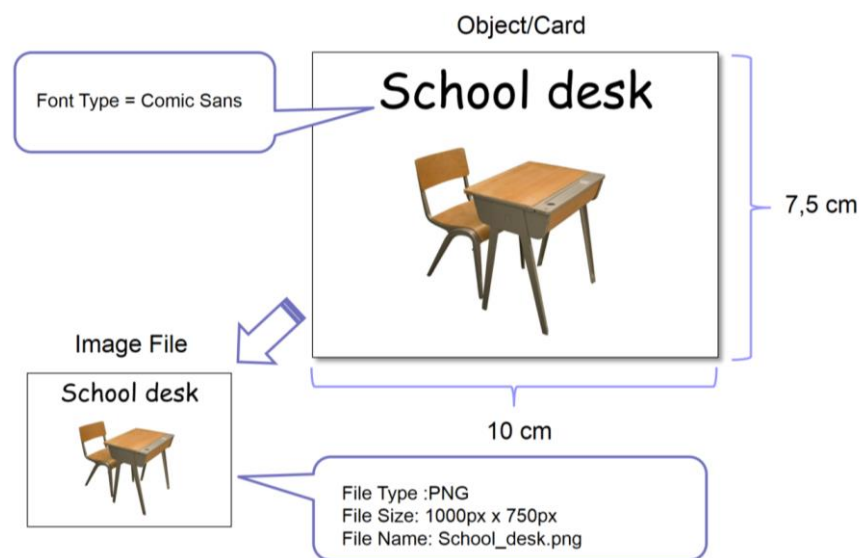 Object/Card
Font Type = Comic Sans
School desk
7,5 cm
Image File
School desk
10 cm
File Type :PNG
File Size: 1000px x 750px
File Name: School_desk.png